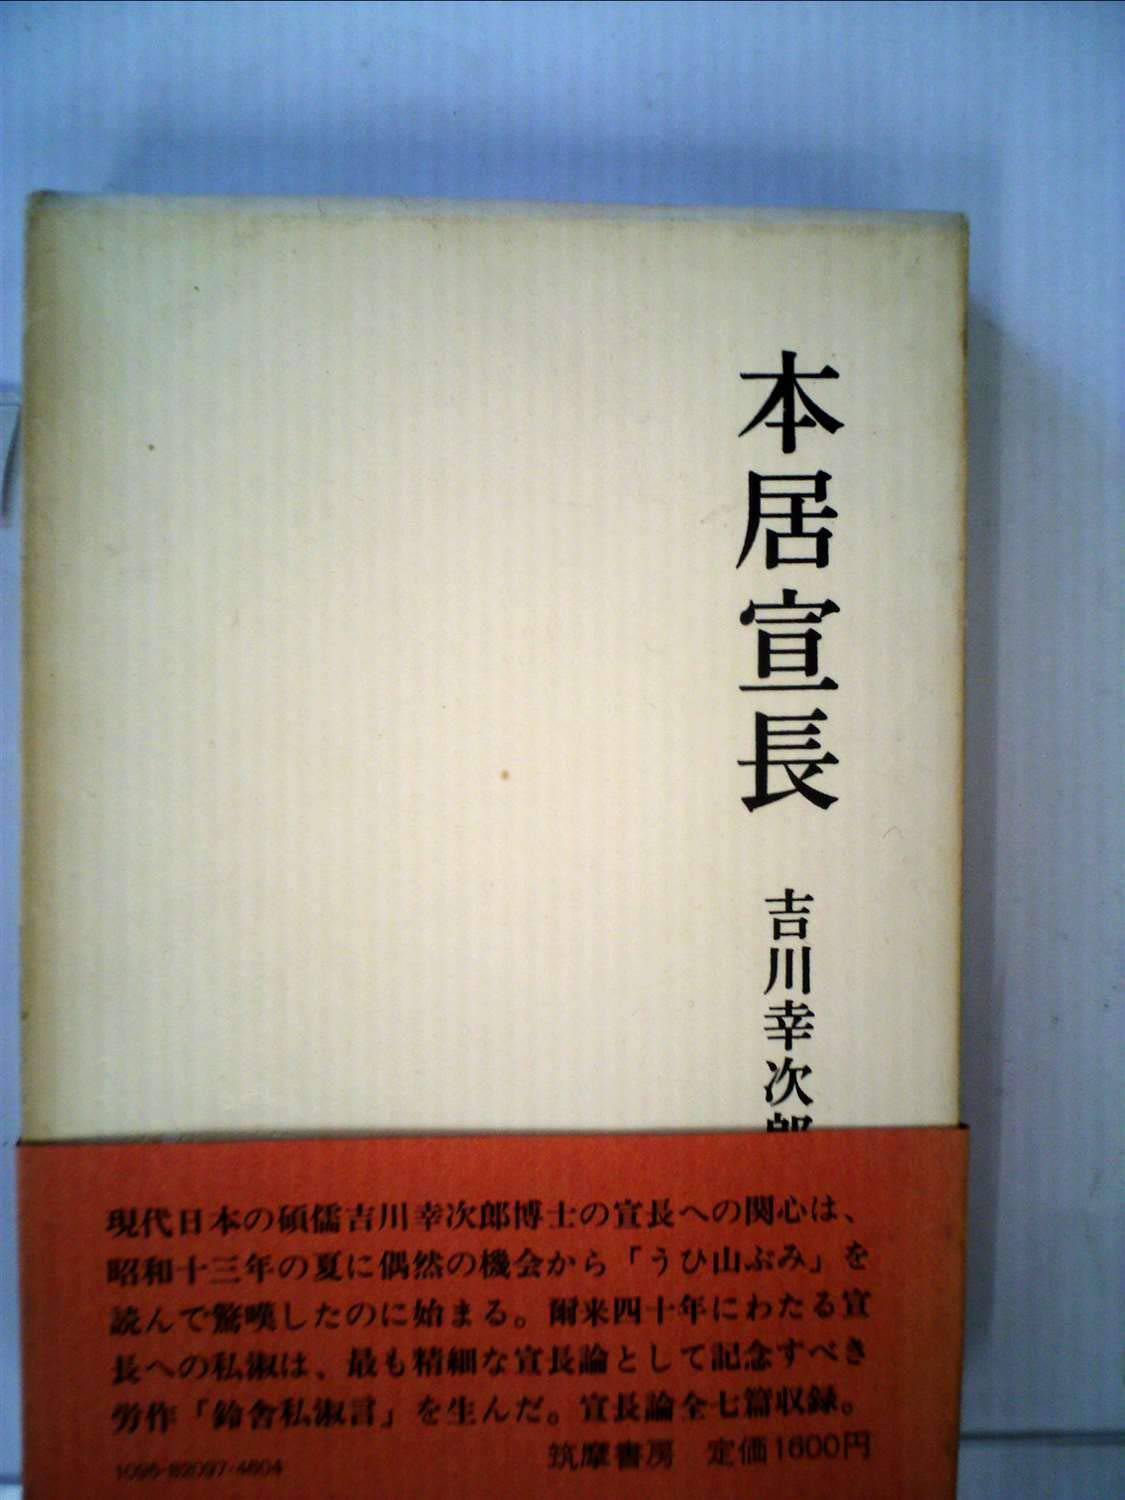 本居宣長
吉川幸次郎
現代日本の碩儒吉川幸次郎博士の宣長への関心は、
昭和十三年の夏に偶然の機会から「うひ山ぶみ」を
読んで驚嘆したのに始まる。爾来四十年にわたる宣
長への私淑は、最も精細な宣長論として記念すべき
労作「鈴舎私淑言」を生んだ。宣長論全七篇収録。
筑摩書房 定価1600円
1095-82097-4604